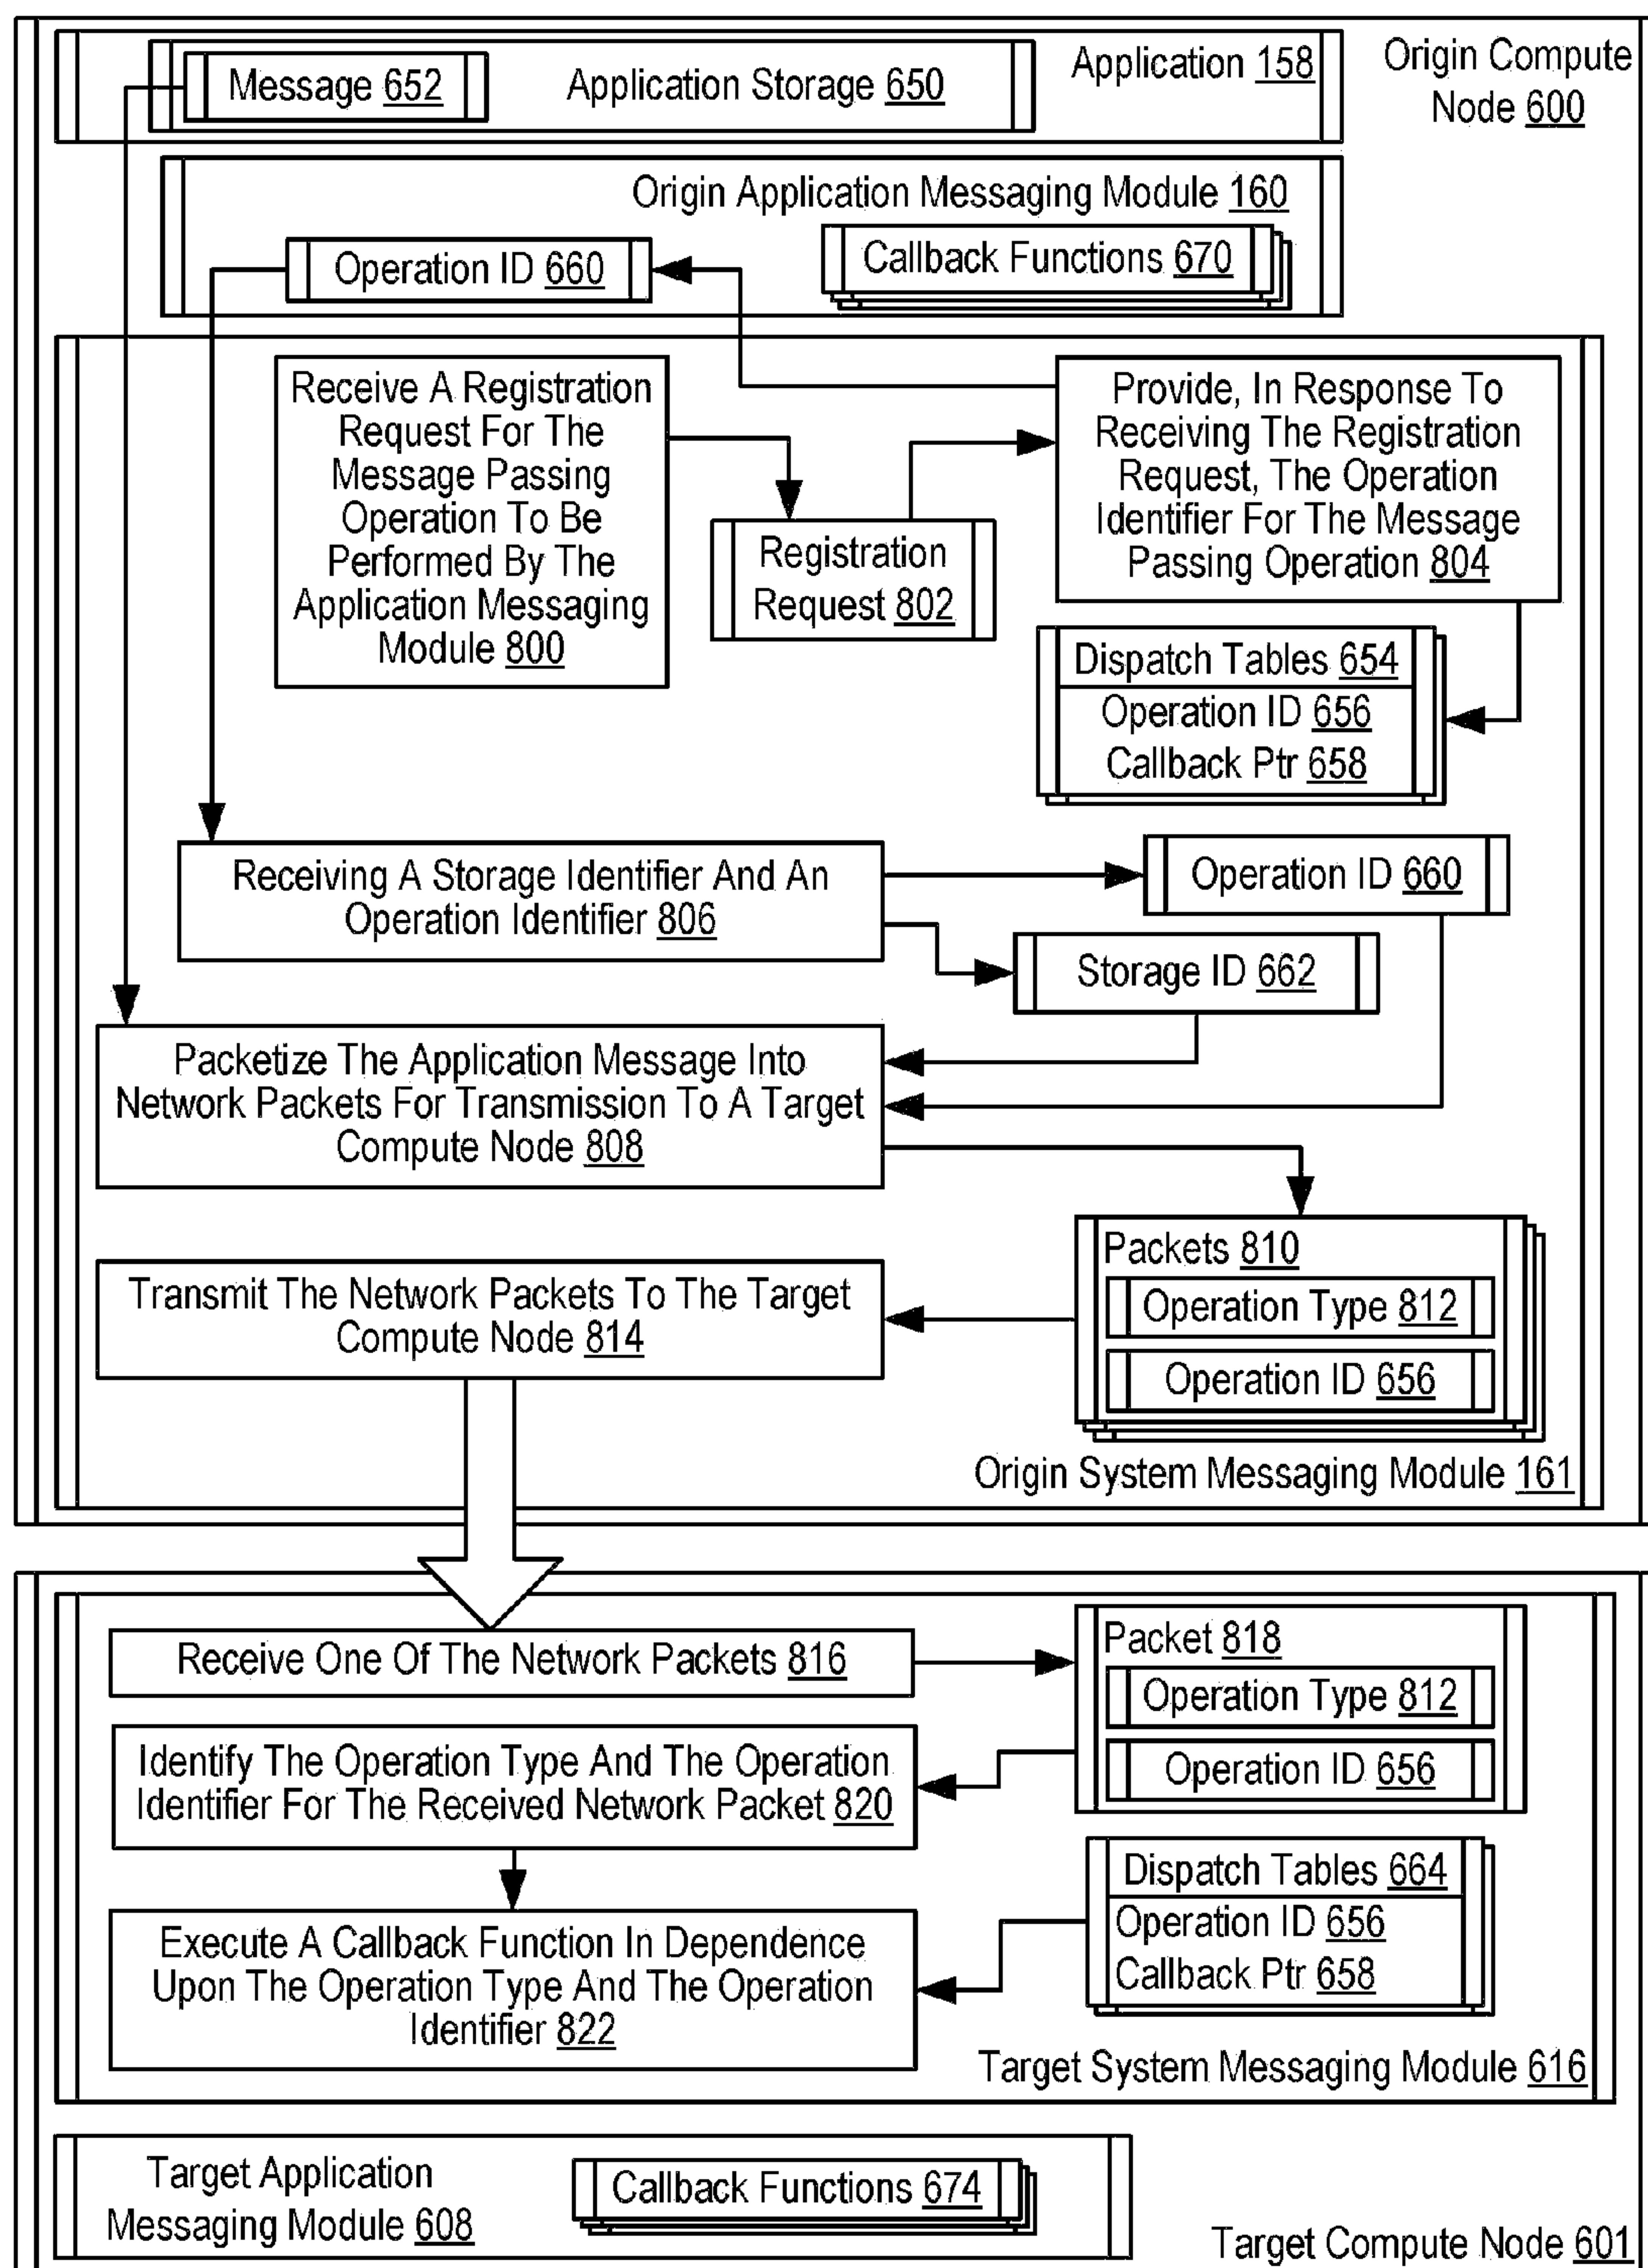 Message 652
Application Storage 650
Application 158
Origin Compute
Node 600
Origin Application Messaging Module 160
Operation ID 660
Callback Functions 670
Receive A Registration
Request For The
Message Passing
Operation To Be
Performed By The
Application Messaging
Module 800
Registration
Request 802
Provide, In Response To
Receiving The Registration
Request, The Operation
Identifier For The Message
Passing Operation 804
Dispatch Tables 654
Operation ID 656
Callback Ptr 658
Receiving A Storage Identifier And An
Operation Identifier 806
Operation ID 660
Storage ID 662
Packetize The Application Message Into
Network Packets For Transmission To A Target
Compute Node 808
Packets 810
Operation Type 812
Operation ID 656
Transmit The Network Packets To The Target
Compute Node 814
Origin System Messaging Module 161
Receive One Of The Network Packets 816
Packet 818
Operation Type 812
Operation ID 656
Identify The Operation Type And The Operation
Identifier For The Received Network Packet 820
Dispatch Tables 664
Operation ID 656
Callback Ptr 658
Execute A Callback Function In Dependence
Upon The Operation Type And The Operation
Identifier 822
Target System Messaging Module 616
Target Application
Messaging Module 608
Callback Functions 674
Target Compute Node 601